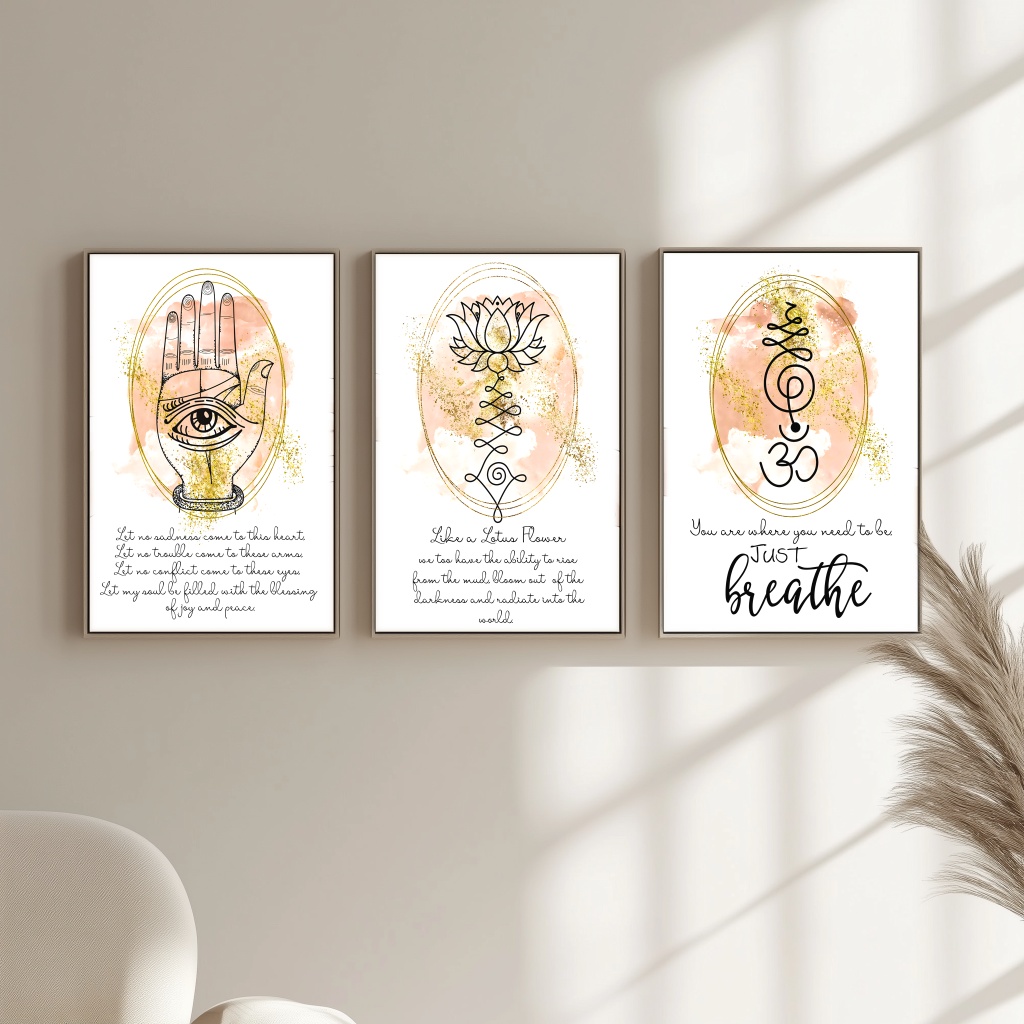 Let no sadness come to this heart.
Let no trouble come to these arms.
Let no conflict come to these eyes.
Let my soul be filled with the blessing
of joy and peace.
Like a Lotus Flower
we too have the ability to rise
from the mud, bloom out of the
darkness and radiate into the
world.
You are where you need to be.
JUST
breathe
ॐ